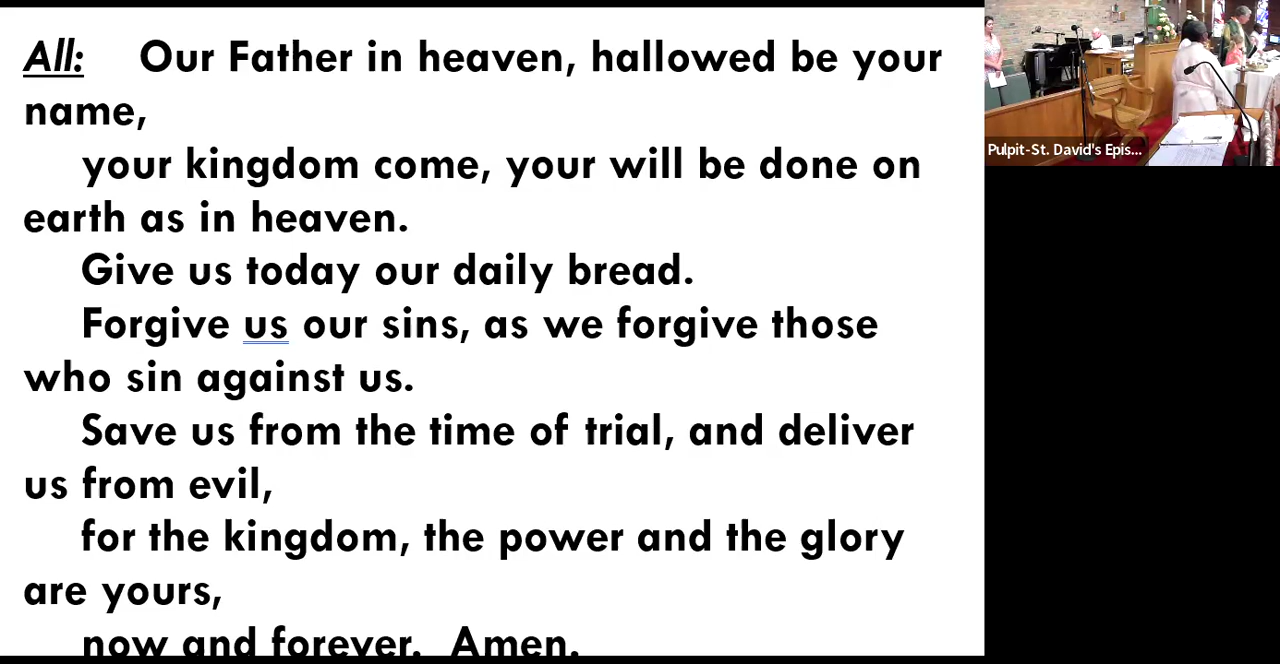 All: Our Father in heaven, hallowed be your
name,
your kingdom come, your will be done on
earth as in heaven.
Give us today our daily bread.
Forgive us our sins, as we forgive those
who sin against us.
Save us from the time of trial, and deliver
us from evil,
for the kingdom, the power and the glory
are yours,
now and forever. Amen.
Pulpit-St. David's Epis...